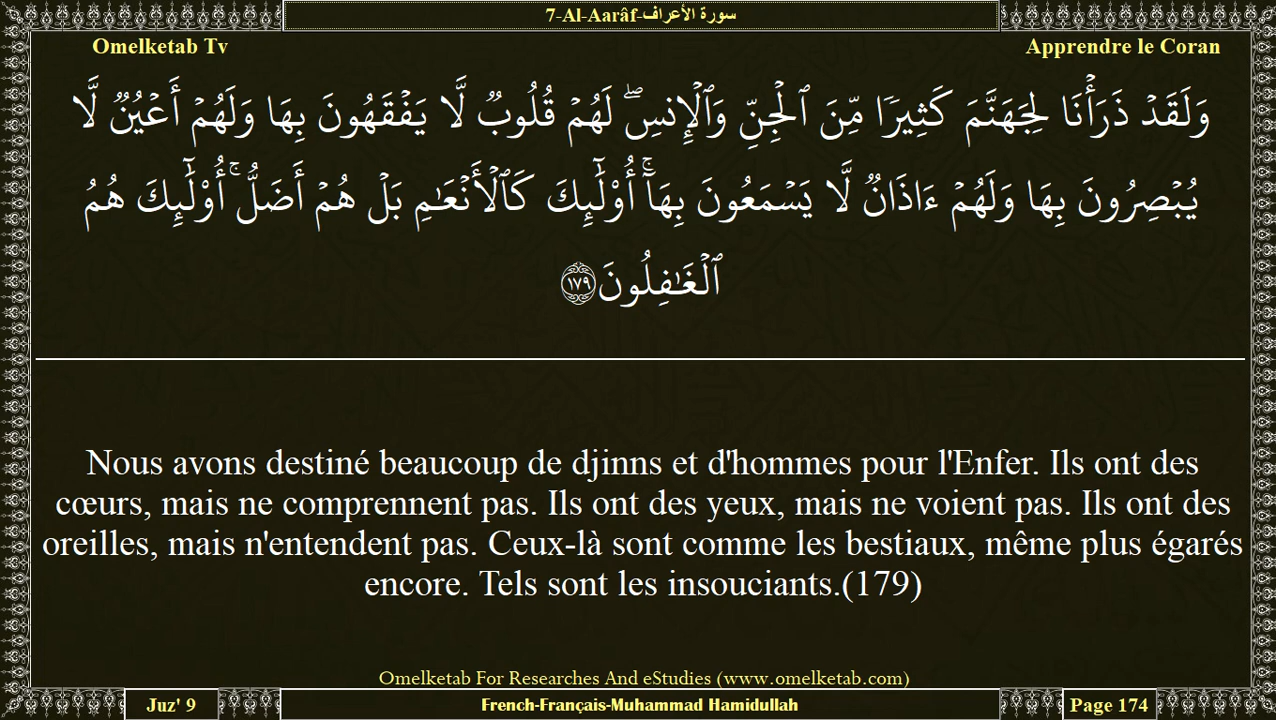 7-Al-Aarâf-سورة الأعراف
Omelketab Tv
Apprendre le Coran
وَلَقَدۡ ذَرَأۡنَا لِجَهَنَّمَ كَثِيرٗا مِّنَ ٱلۡجِنِّ وَٱلۡإِنسِۖ لَهُمۡ قُلُوبٞ لَّا يَفۡقَهُونَ بِهَا وَلَهُمۡ أَعۡيُنٞ لَّا
يُبۡصِرُونَ بِهَا وَلَهُمۡ ءَاذَانٞ لَّا يَسۡمَعُونَ بِهَآۚ أُوْلَٰٓئِكَ كَٱلۡأَنۡعَٰمِ بَلۡ هُمۡ أَضَلُّۚ أُوْلَٰٓئِكَ هُمُ
ٱلۡغَٰفِلُونَ ١٧٩
Nous avons destiné beaucoup de djinns et d'hommes pour l'Enfer. Ils ont des
cœurs, mais ne comprennent pas. Ils ont des yeux, mais ne voient pas. Ils ont des
oreilles, mais n'entendent pas. Ceux-là sont comme les bestiaux, même plus égarés
encore. Tels sont les insouciants.(179)
Omelketab For Researches And eStudies (www.omelketab.com)
Juz' 9
French-Français-Muhammad Hamidullah
Page 174